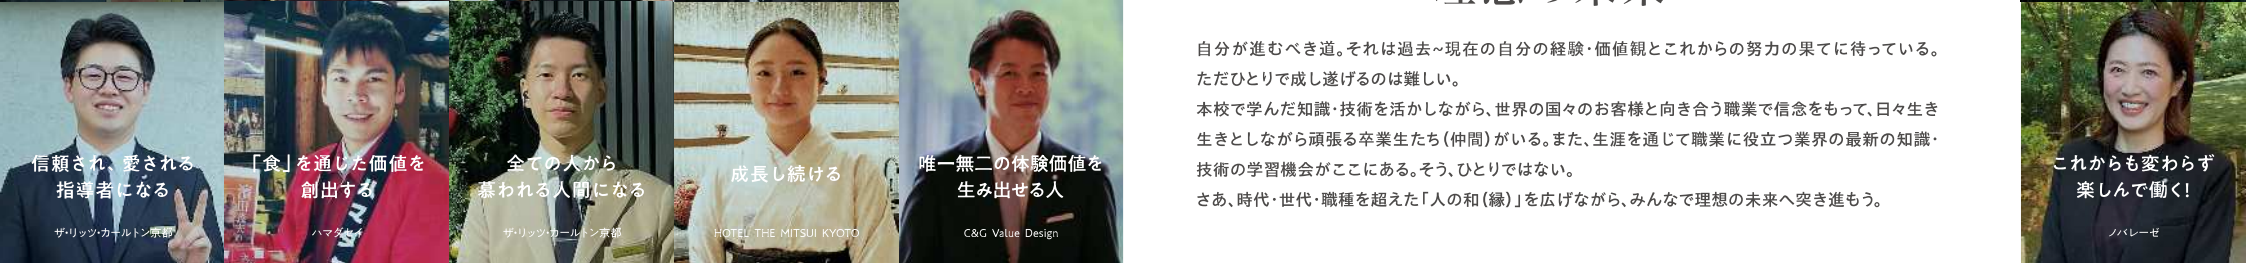 信頼され、愛される
指導者になる
ザ・リッツ・カールトン京都
「食」を通じた価値を
創出する
ハマダセイ
全ての人から
慕われる人間になる
ザ・リッツ・カールトン京都
成長し続ける
HOTEL THE MITSUI KYOTO
唯一無二の体験価値を
生み出せる人
C&G Value Design
自分が進むべき道。それは過去~現在の自分の経験・価値観とこれからの努力の果てに待っている。
ただひとりで成し遂げるのは難しい。
本校で学んだ知識・技術を活かしながら、世界の国々のお客様と向き合う職業で信念をもって、日々生き
生きとしながら頑張る卒業生たち(仲間)がいる。また、生涯を通じて職業に役立つ業界の最新の知識・
技術の学習機会がここにある。そう、ひとりではない。
さあ、時代・世代・職種を超えた「人の和(縁)」を広げながら、みんなで理想の未来へ突き進もう。
これからも変わらず
楽しんで働く!
ノバレーゼ